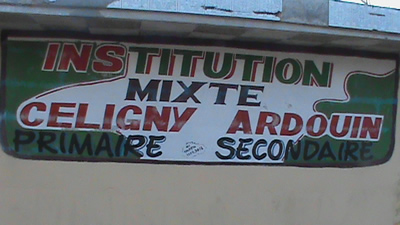 INSTITUTION
MIXTE
CELIGNY ARDOUIN
PRIMAIRE SECONDAIRE